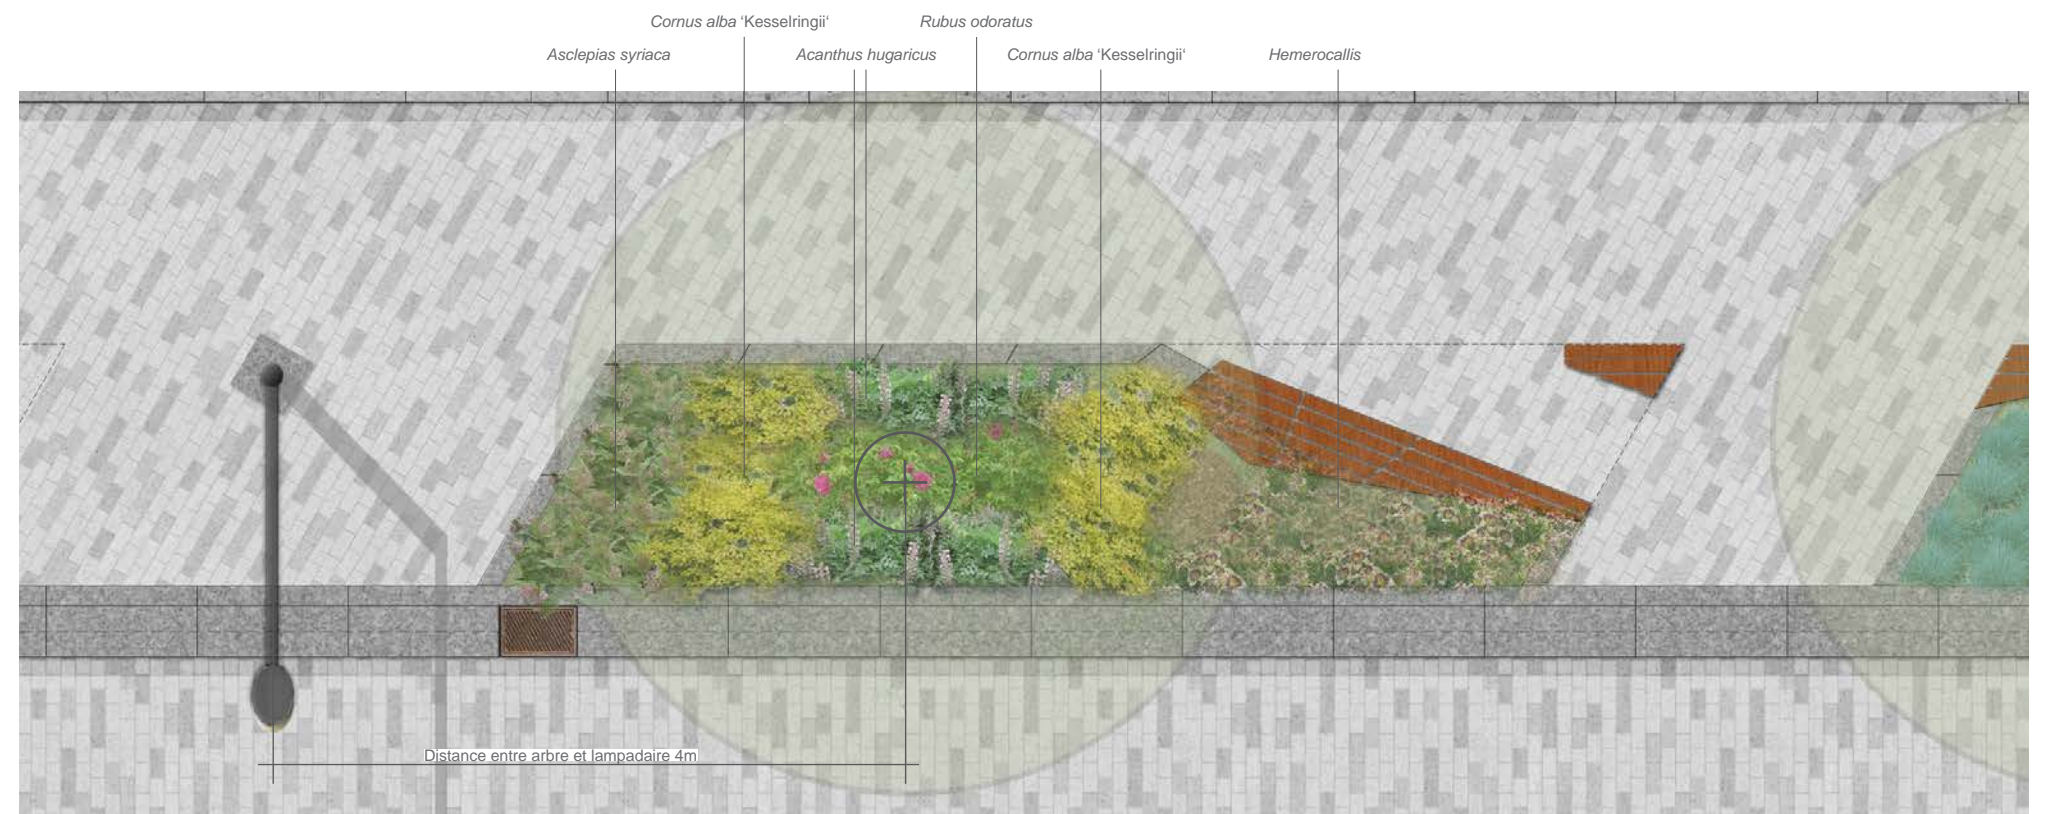 Cornus alba ‘Kesselringii‘
Rubus odoratus
Asclepias syriaca
Acanthus hugaricus
Cornus alba ‘Kesselringii‘
Hemerocallis
Distance entre arbre et lampadaire 4m